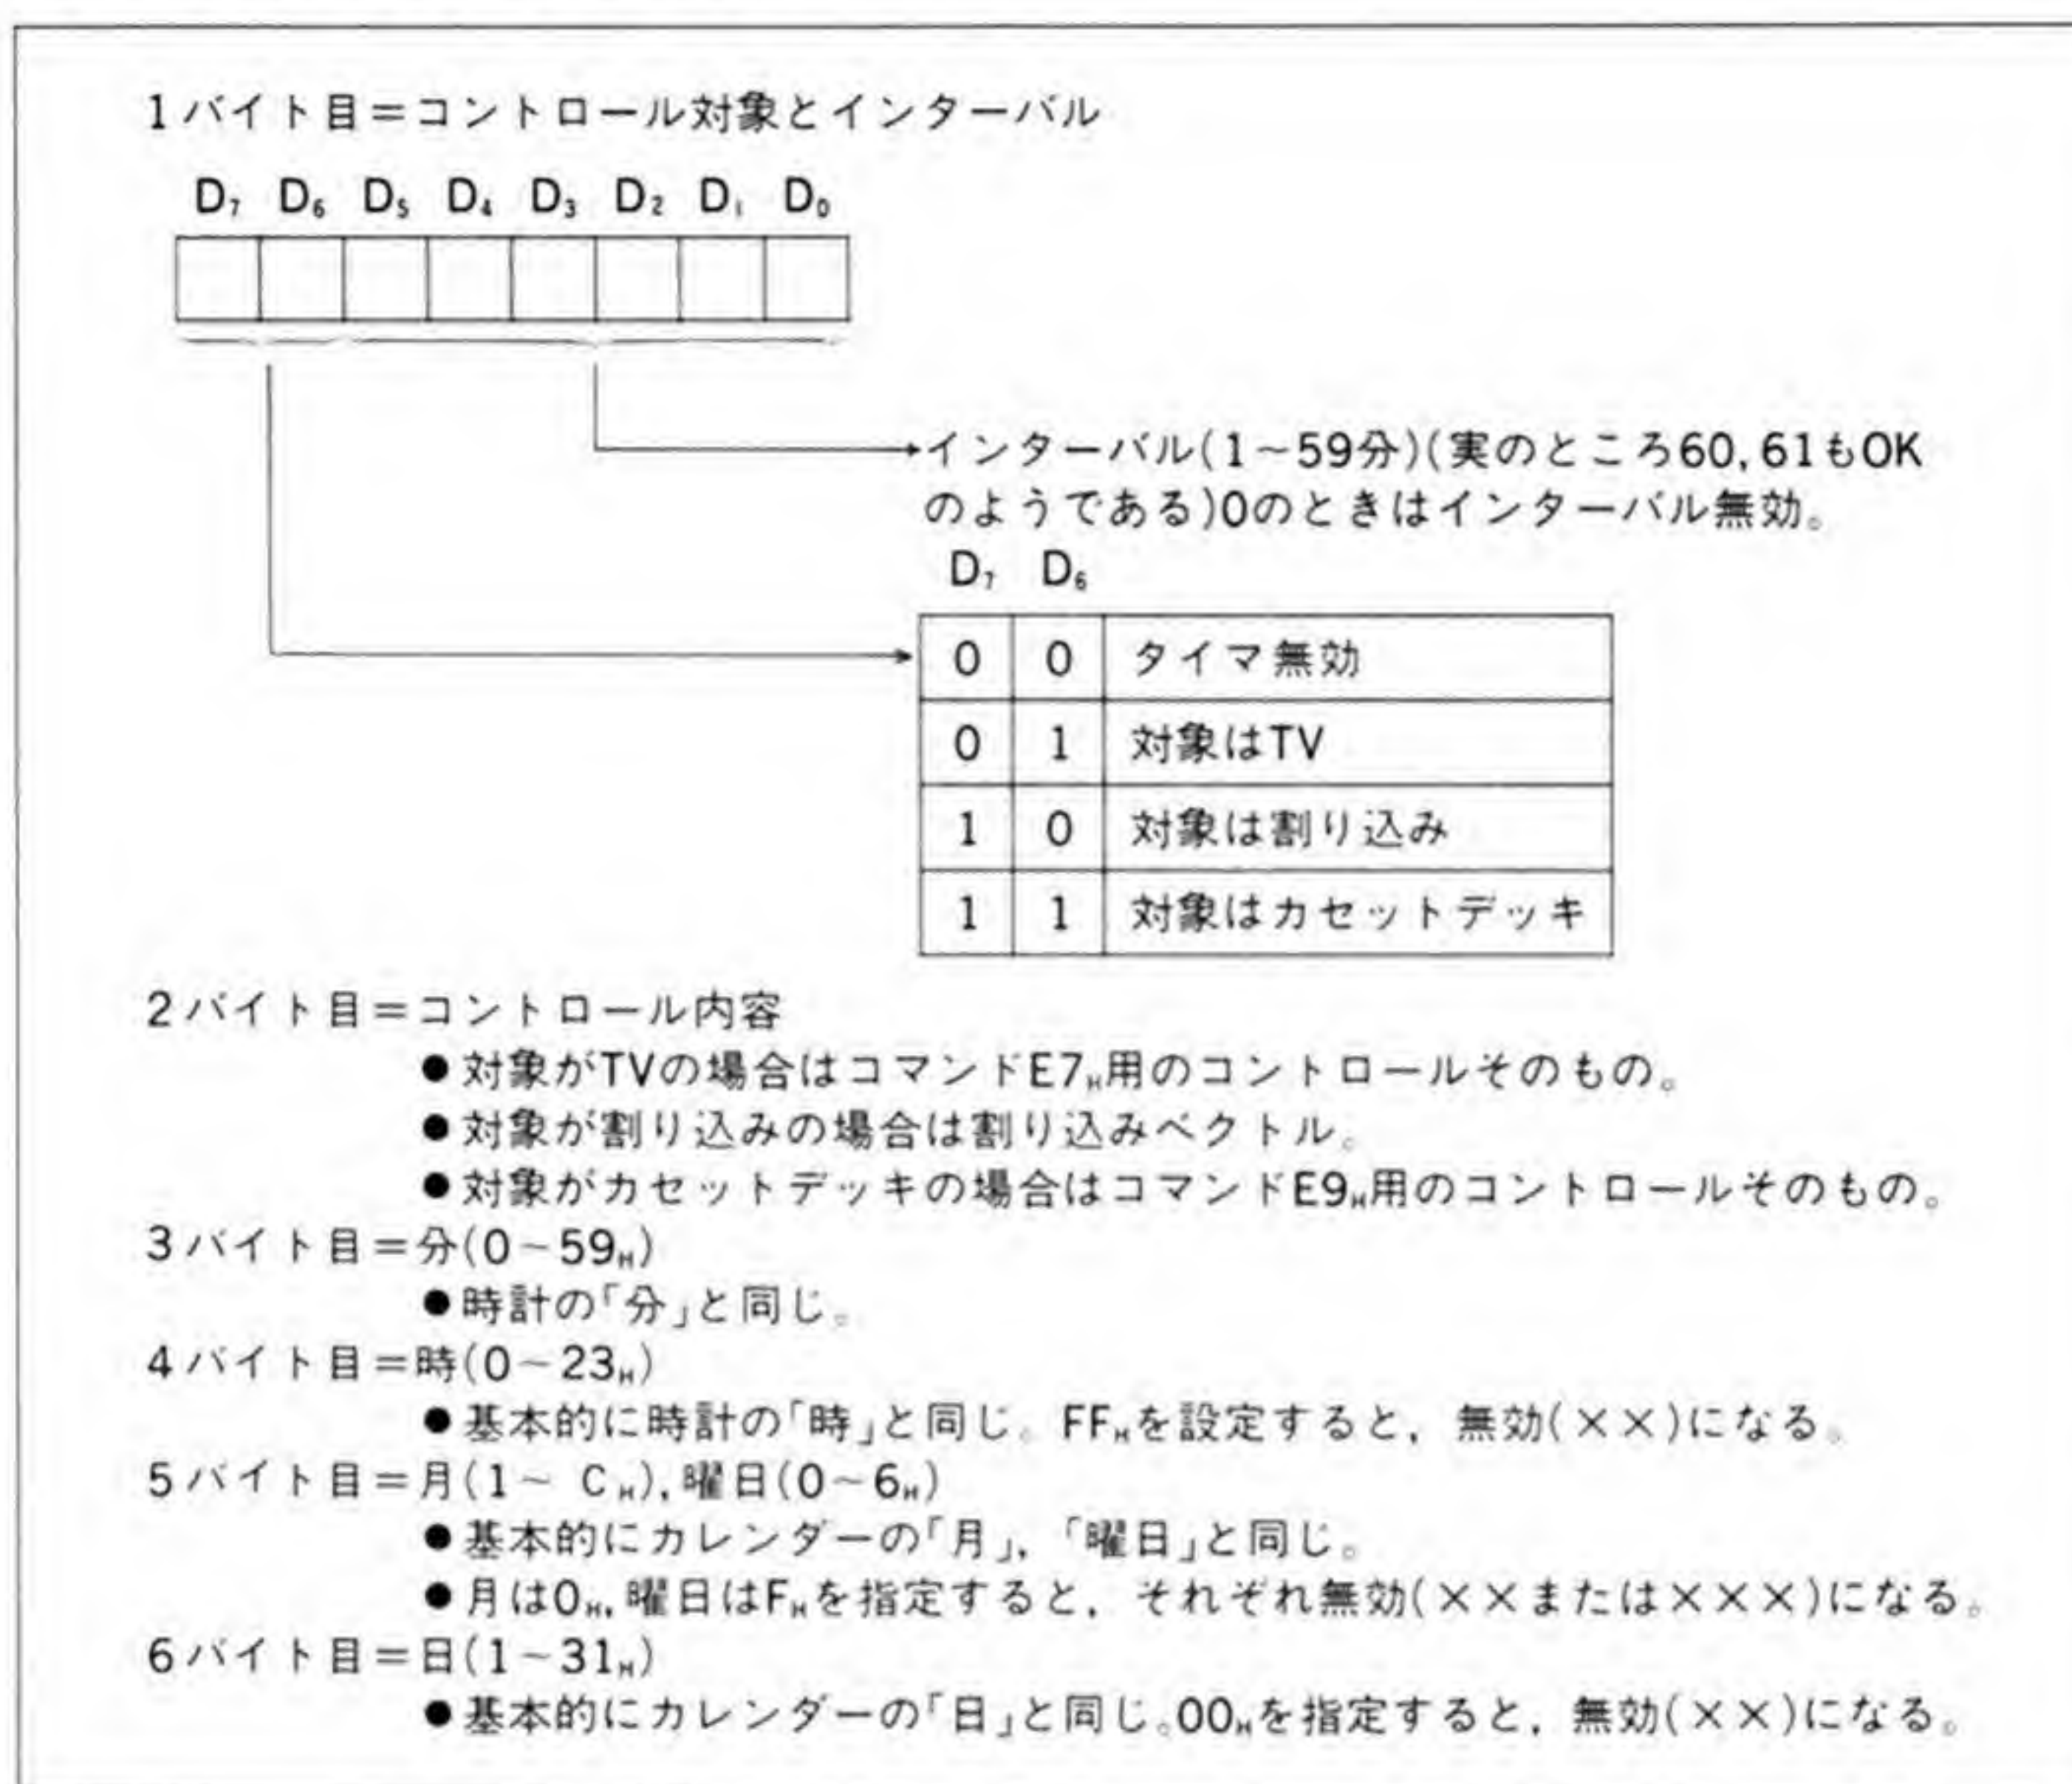 1バイト目=コントロール対象とインターバル
D₇ D₆ D₅ D₄ D₃ D₂ D₁ D₀
インターバル(1~59分)(実のところ60,61もOK
のようである)0のときはインターバル無効。
D₇ D₆
0 0 タイマ無効
0 1 対象はTV
1 0 対象は割り込み
1 1 対象はカセットデッキ
2バイト目=コントロール内容
●対象がTVの場合はコマンドE7ₕ用のコントロールそのもの。
●対象が割り込みの場合は割り込みベクトル。
●対象がカセットデッキの場合はコマンドE9ₕ用のコントロールそのもの。
3バイト目=分(0~59ₕ)
●時計の「分」と同じ。
4バイト目=時(0~23ₕ)
●基本的に時計の「時」と同じ。FFₕを設定すると,無効(××)になる。
5バイト目=月(1~Cₕ),曜日(0~6ₕ)
●基本的にカレンダーの「月」,「曜日」と同じ。
●月は0ₕ,曜日はFₕを指定すると,それぞれ無効(××または×××)になる。
6バイト目=日(1~31ₕ)
●基本的にカレンダーの「日」と同じ。00ₕを指定すると,無効(××)になる。